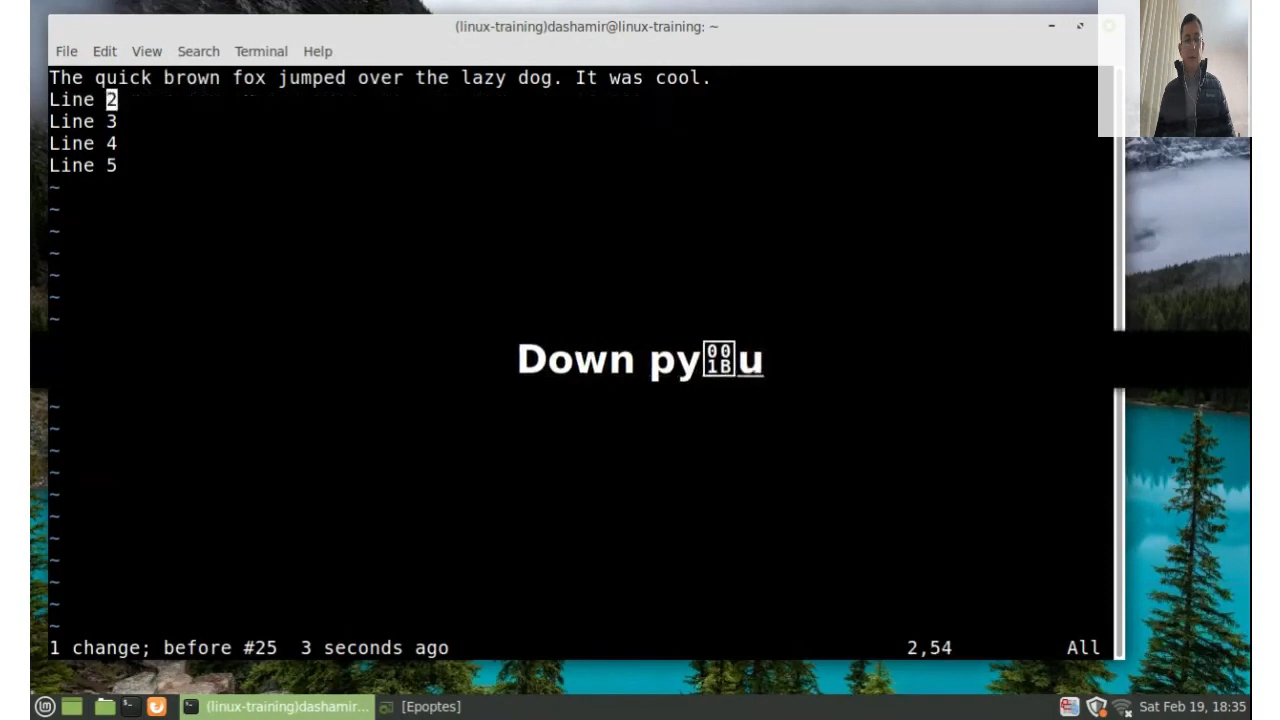 (linux-training)dashamir@linux-training: ~
File Edit View Search Terminal Help
The quick brown fox jumped over the lazy dog. It was cool.
Line 2
Line 3
Line 4
Line 5
~
~
~
~
~
~
~
Down py
00
1B
u
~
~
~
~
~
~
~
~
~
~
~
1 change; before #25 3 seconds ago 2,54 All
(linux-training)dashamir... [Epoptes] Sat Feb 19, 18:35